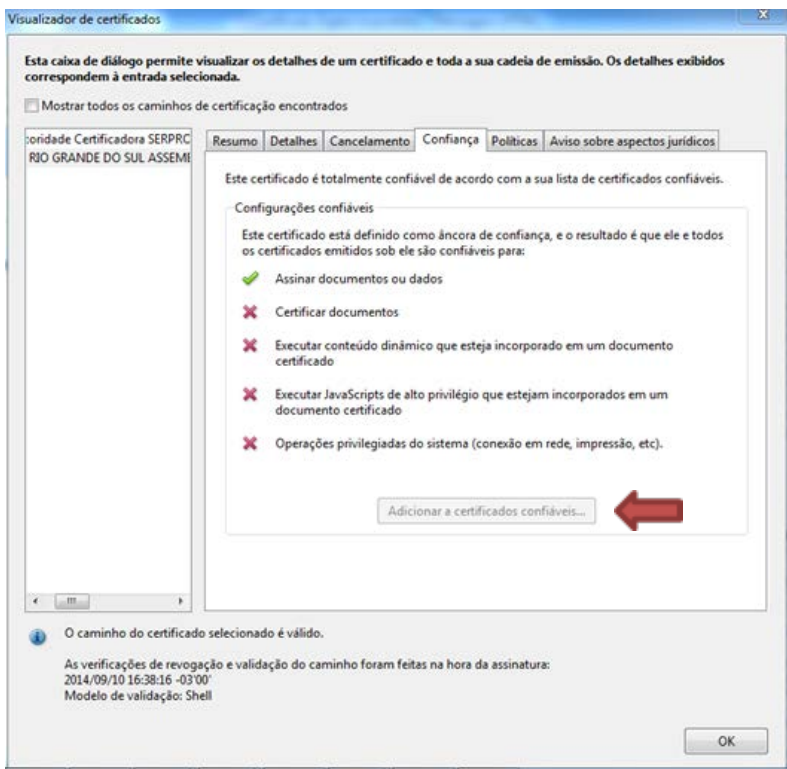 Visualizador de certificados
x
Esta caixa de diálogo permite visualizar os detalhes de um certificado e toda a sua cadeia de emissão. Os detalhes exibidos
correspondem à entrada selecionada.
Mostrar todos os caminhos de certificação encontrados
:oridade Certificadora SERPRC
RIO GRANDE DO SUL ASSEME
Resumo Detalhes Cancelamento Confiança Políticas Aviso sobre aspectos jurídicos
Este certificado é totalmente confiável de acordo com a sua lista de certificados confiáveis.
Configurações confiáveis
Este certificado está definido como âncora de confiança, e o resultado é que ele e todos
os certificados emitidos sob ele são confiáveis para:
Assinar documentos ou dados
Certificar documentos
Executar conteúdo dinâmico que esteja incorporado em um documento
certificado
Executar JavaScripts de alto privilégio que estejam incorporados em um
documento certificado
Operações privilegiadas do sistema (conexão em rede, impressão, etc).
Adicionar a certificados confiáveis...
O caminho do certificado selecionado é válido.
As verificações de revogação e validação do caminho foram feitas na hora da assinatura:
2014/09/10 16:38:16 -03'00'
Modelo de validação: Shell
OK